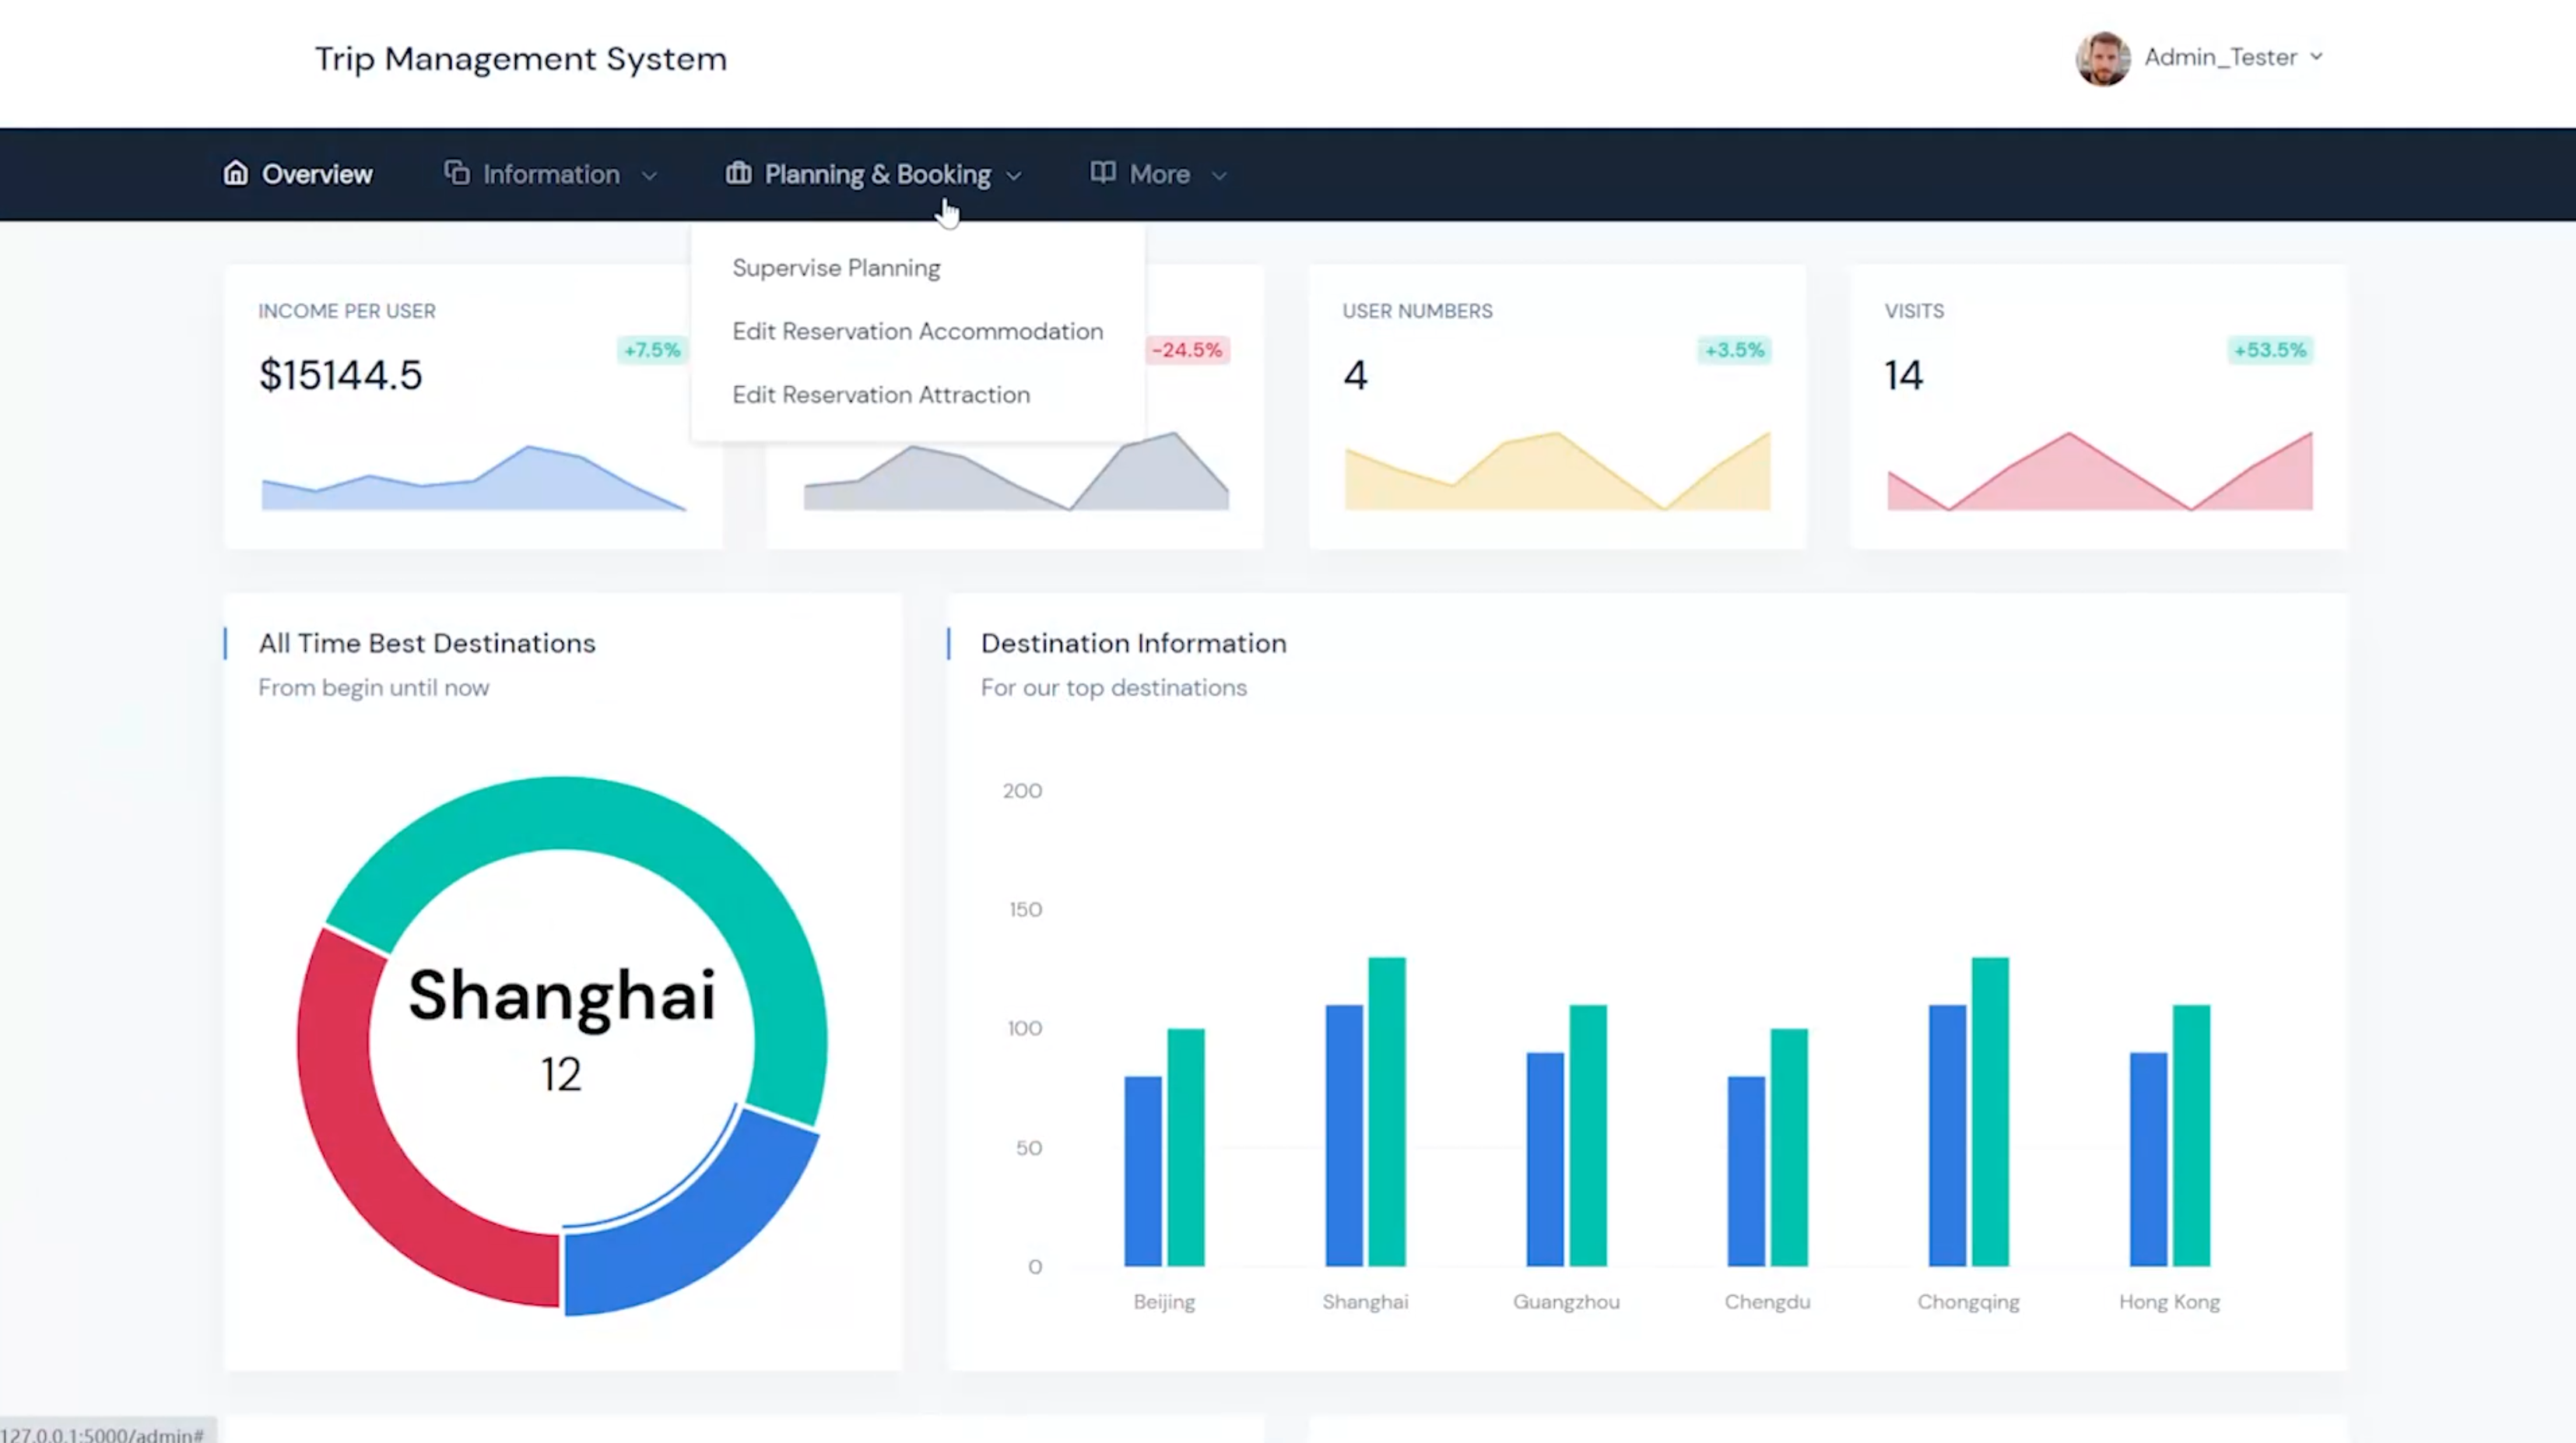 Trip Management System
Admin_Tester
Overview
Information
Planning & Booking
More
Supervise Planning
Edit Reservation Accommodation
Edit Reservation Attraction
INCOME PER USER
$15144.5
+7.5%
-24.5%
USER NUMBERS
4
+3.5%
VISITS
14
+53.5%
All Time Best Destinations
From begin until now
Shanghai
12
Destination Information
For our top destinations
200
150
100
50
0
Beijing
Shanghai
Guangzhou
Chengdu
Chongqing
Hong Kong
127.0.0.1:5000/admin#